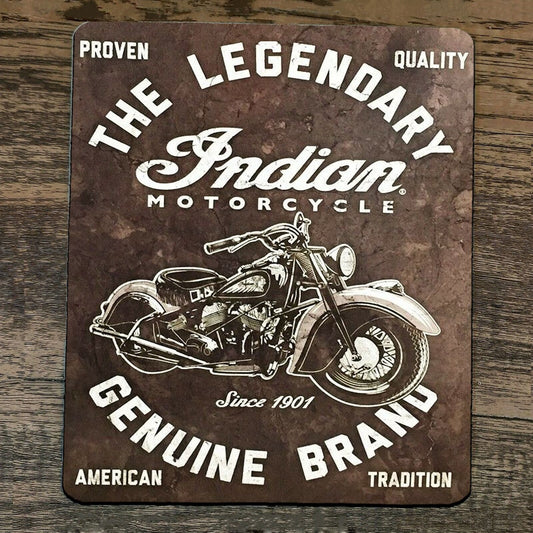 PROVEN
QUALITY
THE LEGENDARY
Indian®
MOTORCYCLE
Since 1901
GENUINE BRAND
AMERICAN
TRADITION